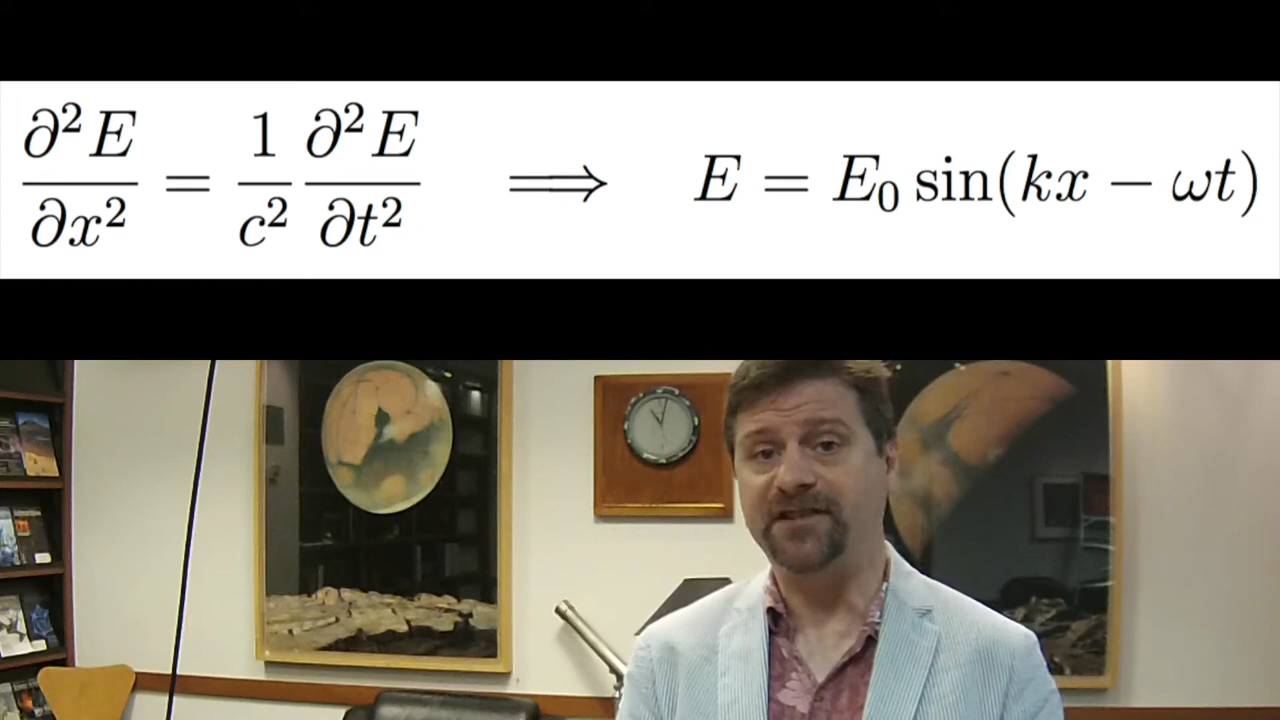 ∂²E/∂x² = 1/c² ∂²E/∂t² ⟹ E = E₀ sin(kx − ωt)